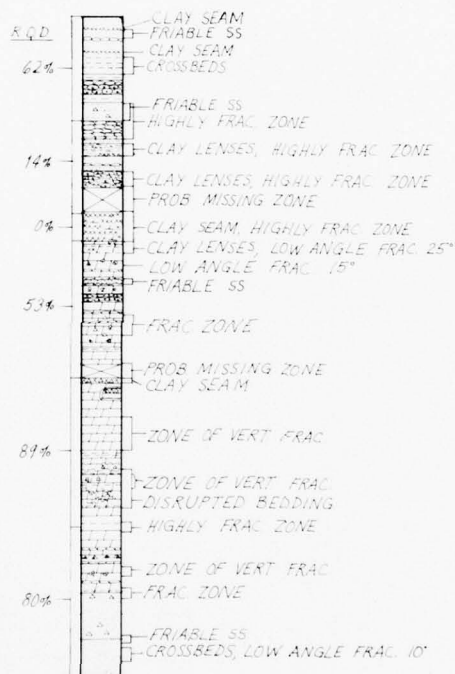 CLAY SEAM
R.Q.D. FRIABLE SS
CLAY SEAM
62% CROSSBEDS
FRIABLE SS
HIGHLY FRAC. ZONE
CLAY LENSES, HIGHLY FRAC ZONE
14%
CLAY LENSES, HIGHLY FRAC ZONE
PROB MISSING ZONE
0% CLAY SEAM, HIGHLY FRAC ZONE
CLAY LENSES, LOW ANGLE FRAC. 25°
LOW ANGLE FRAC. 15°
FRIABLE SS
53%
FRAC ZONE
PROB MISSING ZONE
CLAY SEAM
ZONE OF VERT FRAC
89%
ZONE OF VERT FRAC.
DISRUPTED BEDDING
HIGHLY FRAC ZONE
ZONE OF VERT FRAC
FRAC ZONE
80%
FRIABLE SS
CROSSBEDS, LOW ANGLE FRAC. 10°